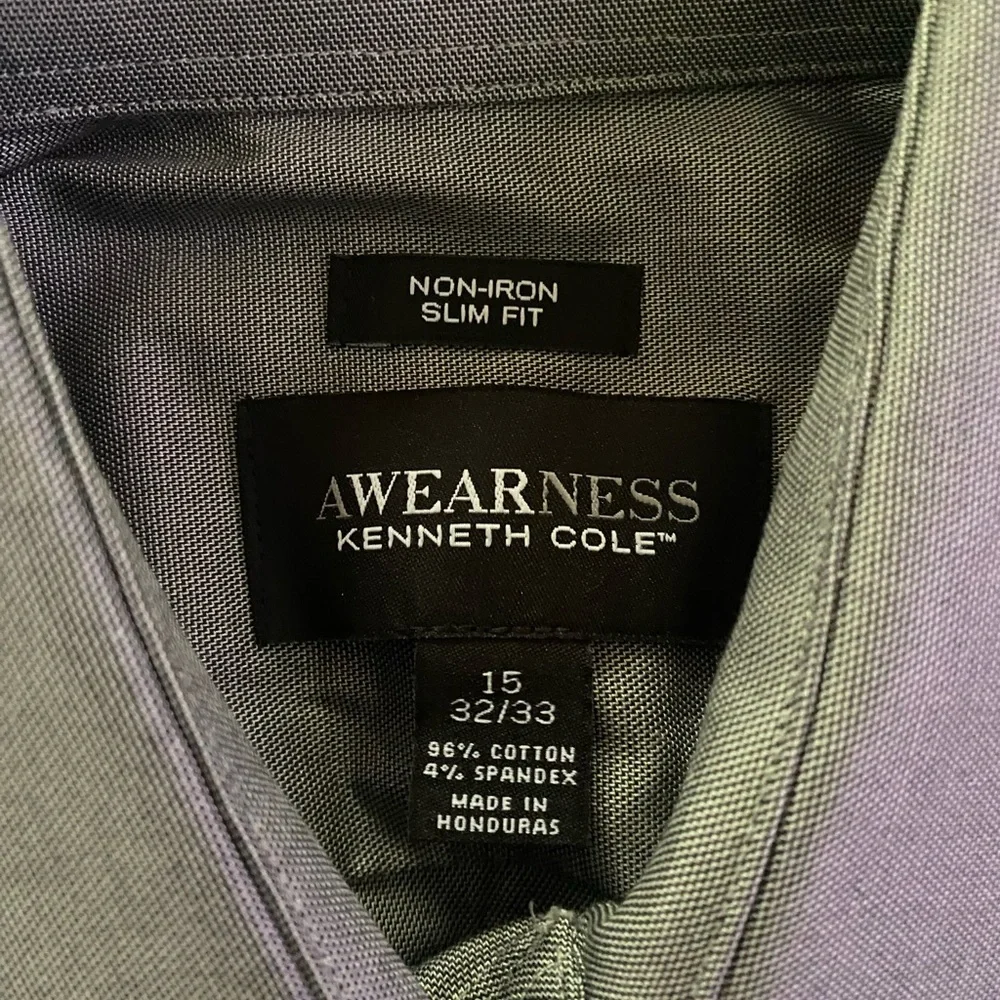 NON-IRON
SLIM FIT
AWEARNESS
KENNETH COLE™
15
32/33
96% COTTON
4% SPANDEX
MADE IN
HONDURAS